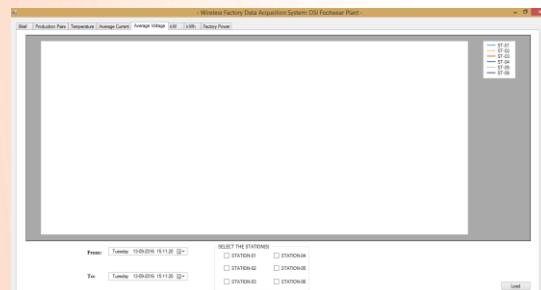 - Wireless Factory Data Acquisition System: DSI Footwear Plant -
Brief Production Pairs Temperature Average Current Average Voltage kW kWh Factory Power
ST-01
ST-02
ST-03
ST-04
ST-05
ST-06
From: Tuesday 13-09-2016 15:11:20
To: Tuesday 13-09-2016 15:11:20
SELECT THE STATION(S)
STATION-01 STATION-04
STATION-02 STATION-05
STATION-03 STATION-06
Load